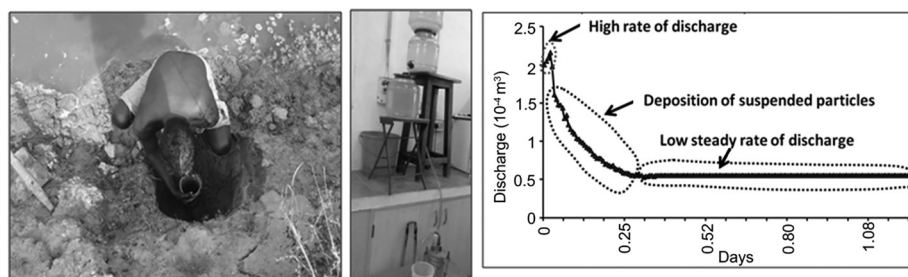 High rate of discharge
Deposition of suspended particles
Low steady rate of discharge
Discharge (10⁻⁴ m³)
2.5
2
1.5
1
0.5
0
0
0.25
0.52
0.80
1.08
Days